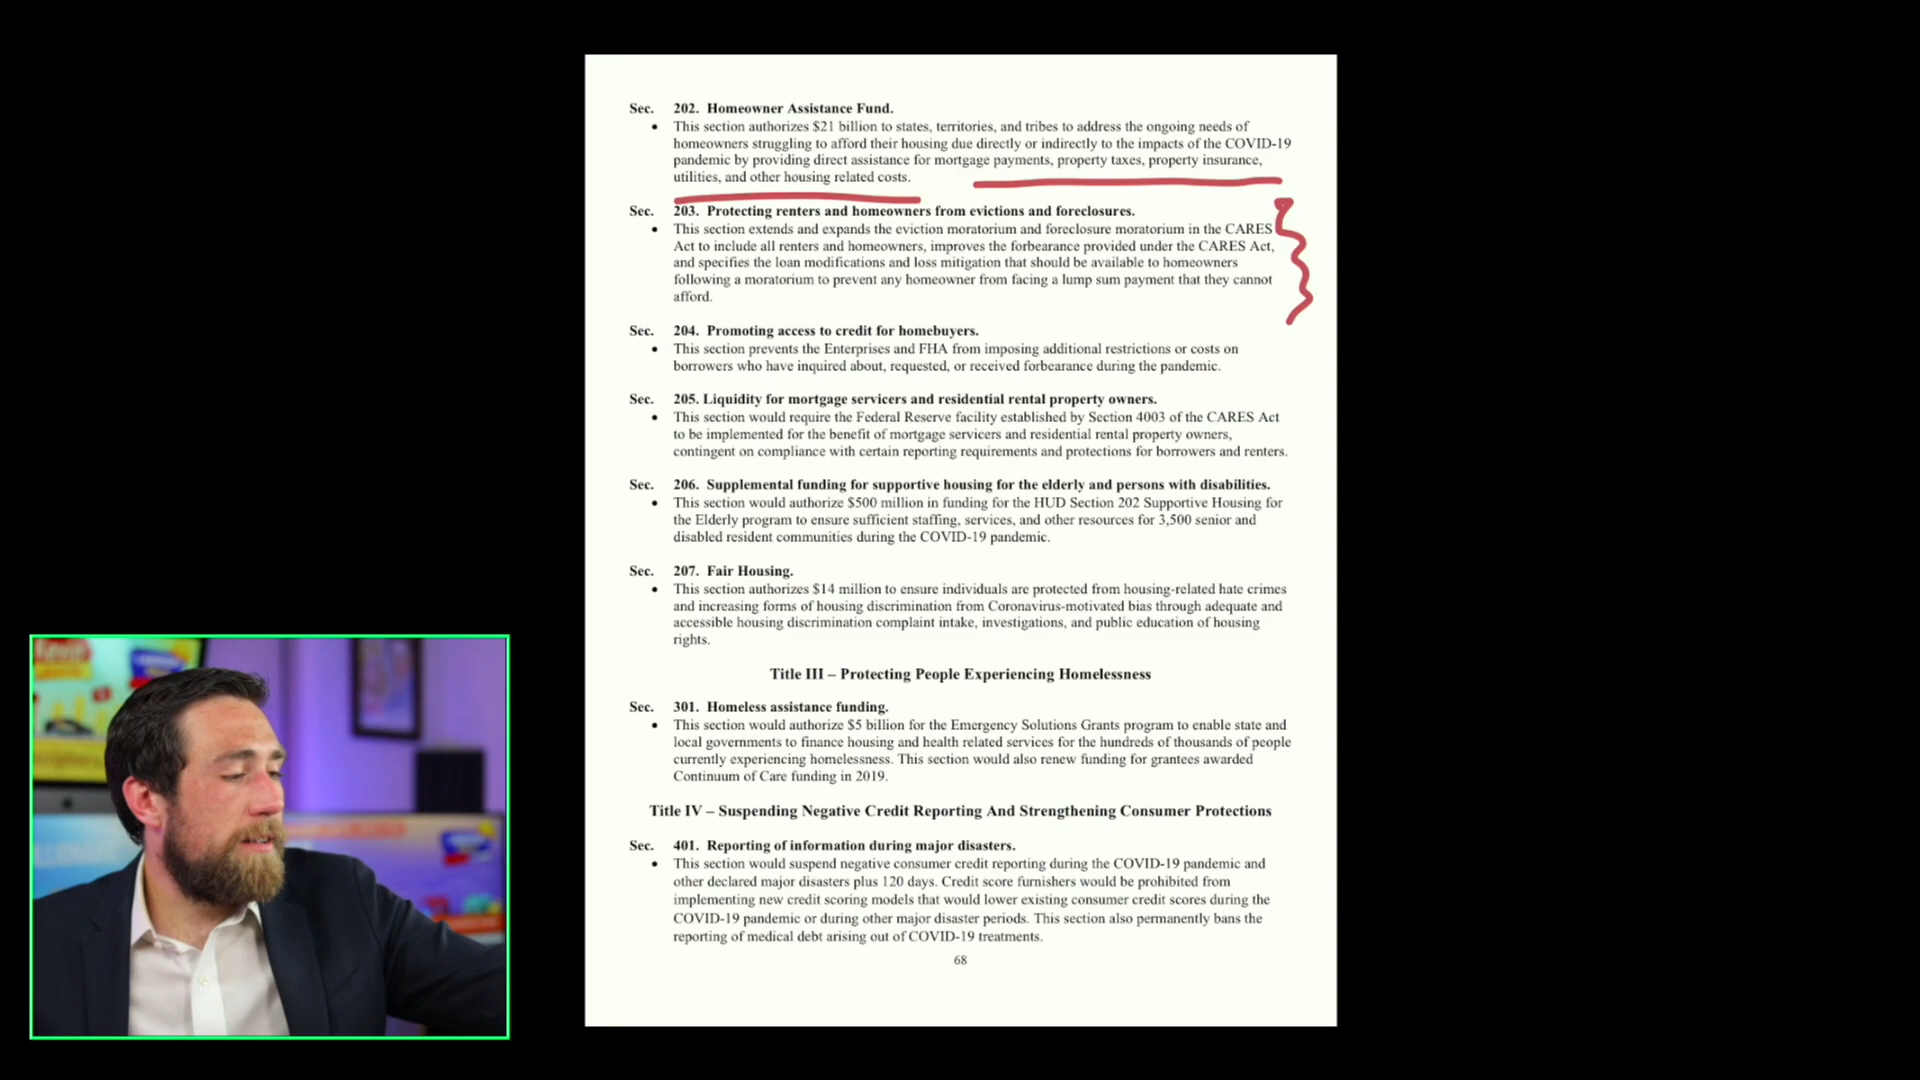 Sec. 202. Homeowner Assistance Fund.
• This section authorizes $21 billion to states, territories, and tribes to address the ongoing needs of
homeowners struggling to afford their housing due directly or indirectly to the impacts of the COVID-19
pandemic by providing direct assistance for mortgage payments, property taxes, property insurance,
utilities, and other housing related costs.
Sec. 203. Protecting renters and homeowners from evictions and foreclosures.
• This section extends and expands the eviction moratorium and foreclosure moratorium in the CARES
Act to include all renters and homeowners, improves the forbearance provided under the CARES Act,
and specifies the loan modifications and loss mitigation that should be available to homeowners
following a moratorium to prevent any homeowner from facing a lump sum payment that they cannot
afford.
Sec. 204. Promoting access to credit for homebuyers.
• This section prevents the Enterprises and FHA from imposing additional restrictions or costs on
borrowers who have inquired about, requested, or received forbearance during the pandemic.
Sec. 205. Liquidity for mortgage servicers and residential rental property owners.
• This section would require the Federal Reserve facility established by Section 4003 of the CARES Act
to be implemented for the benefit of mortgage servicers and residential rental property owners,
contingent on compliance with certain reporting requirements and protections for borrowers and renters.
Sec. 206. Supplemental funding for supportive housing for the elderly and persons with disabilities.
• This section would authorize $500 million in funding for the HUD Section 202 Supportive Housing for
the Elderly program to ensure sufficient staffing, services, and other resources for 3,500 senior and
disabled resident communities during the COVID-19 pandemic.
Sec. 207. Fair Housing.
• This section authorizes $14 million to ensure individuals are protected from housing-related hate crimes
and increasing forms of housing discrimination from Coronavirus-motivated bias through adequate and
accessible housing discrimination complaint intake, investigations, and public education of housing
rights.
Title III – Protecting People Experiencing Homelessness
Sec. 301. Homeless assistance funding.
• This section would authorize $5 billion for the Emergency Solutions Grants program to enable state and
local governments to finance housing and health related services for the hundreds of thousands of people
currently experiencing homelessness. This section would also renew funding for grantees awarded
Continuum of Care funding in 2019.
Title IV – Suspending Negative Credit Reporting And Strengthening Consumer Protections
Sec. 401. Reporting of information during major disasters.
• This section would suspend negative consumer credit reporting during the COVID-19 pandemic and
other declared major disasters plus 120 days. Credit score furnishers would be prohibited from
implementing new credit scoring models that would lower existing consumer credit scores during the
COVID-19 pandemic or during other major disaster periods. This section also permanently bans the
reporting of medical debt arising out of COVID-19 treatments.
68
Kevin